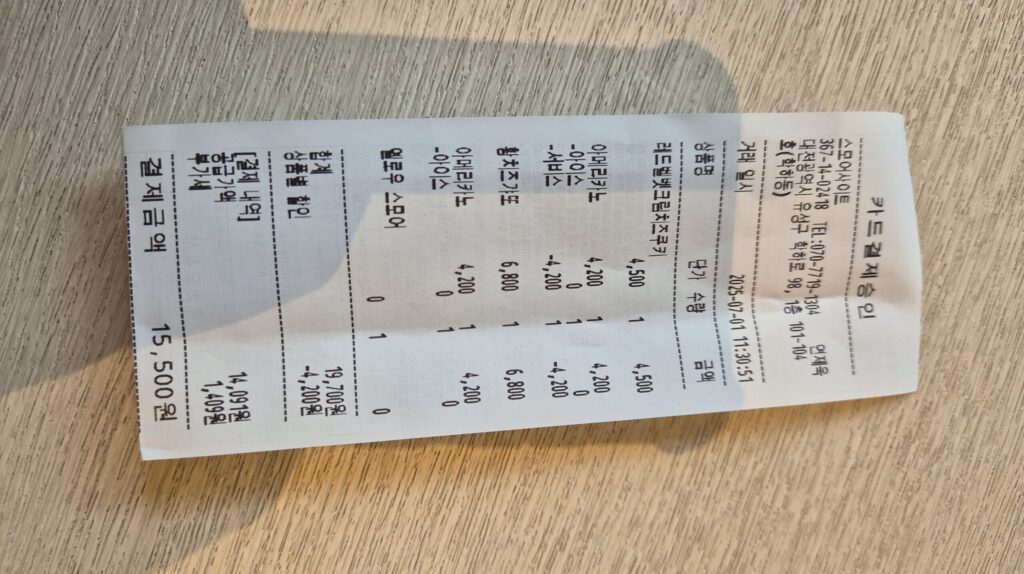 카드결제승인
스모어사이트
367-14-02418 TEL:070-7719-1304 연제욱
대전광역시 유성구 학하로 98, 1층 101-104
호(학하동)
거래 일시 2025-07-01 11:30:51
상품명 단가 수량 금액
레드벨벳크림치즈쿠키 4,500 1 4,500
아메리카노 4,200 1 4,200
-아이스 0 1 0
-서비스 -4,200 1 -4,200
황치즈가또 6,800 1 6,800
아메리카노 4,200 1 4,200
-아이스 0 1 0
옐로우 스모어 0 1 0
합계 19,700원
상품별 할인 -4,200원
[결제 내역]
공급가액 14,091원
부가세 1,409원
결제금액 15,500원